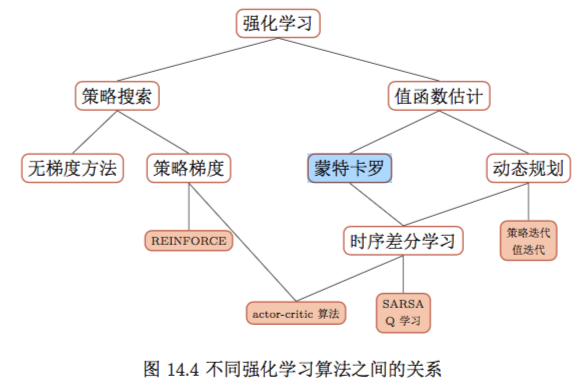 强化学习
策略搜索
值函数估计
无梯度方法
策略梯度
蒙特卡罗
动态规划
REINFORCE
时序差分学习
策略迭代
值迭代
actor-critic 算法
SARSA
Q 学习
图 14.4 不同强化学习算法之间的关系